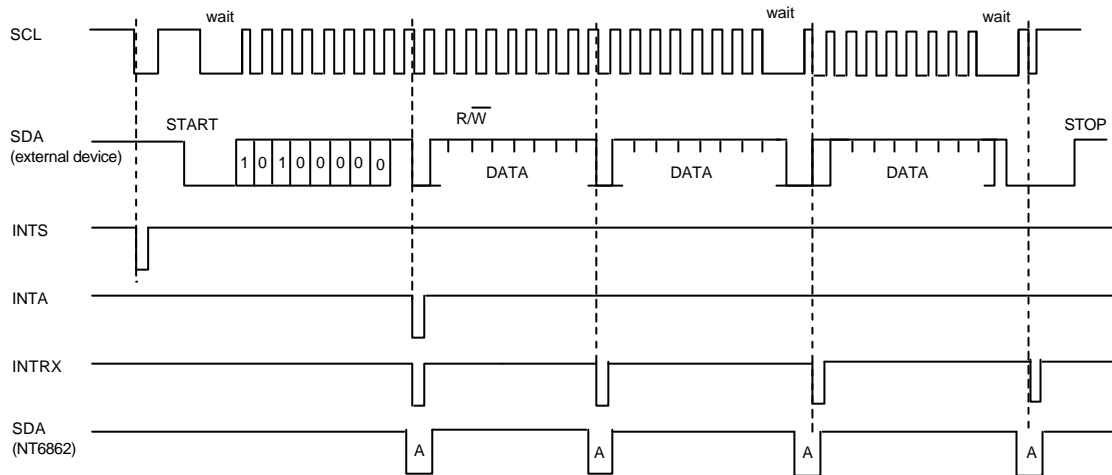 wait wait wait
SCL
R/W
START STOP
SDA
(external device)
1 0 1 0 0 0 0 0
DATA DATA DATA
INTS
INTA
INTRX
SDA
(NT6862)
A A A A